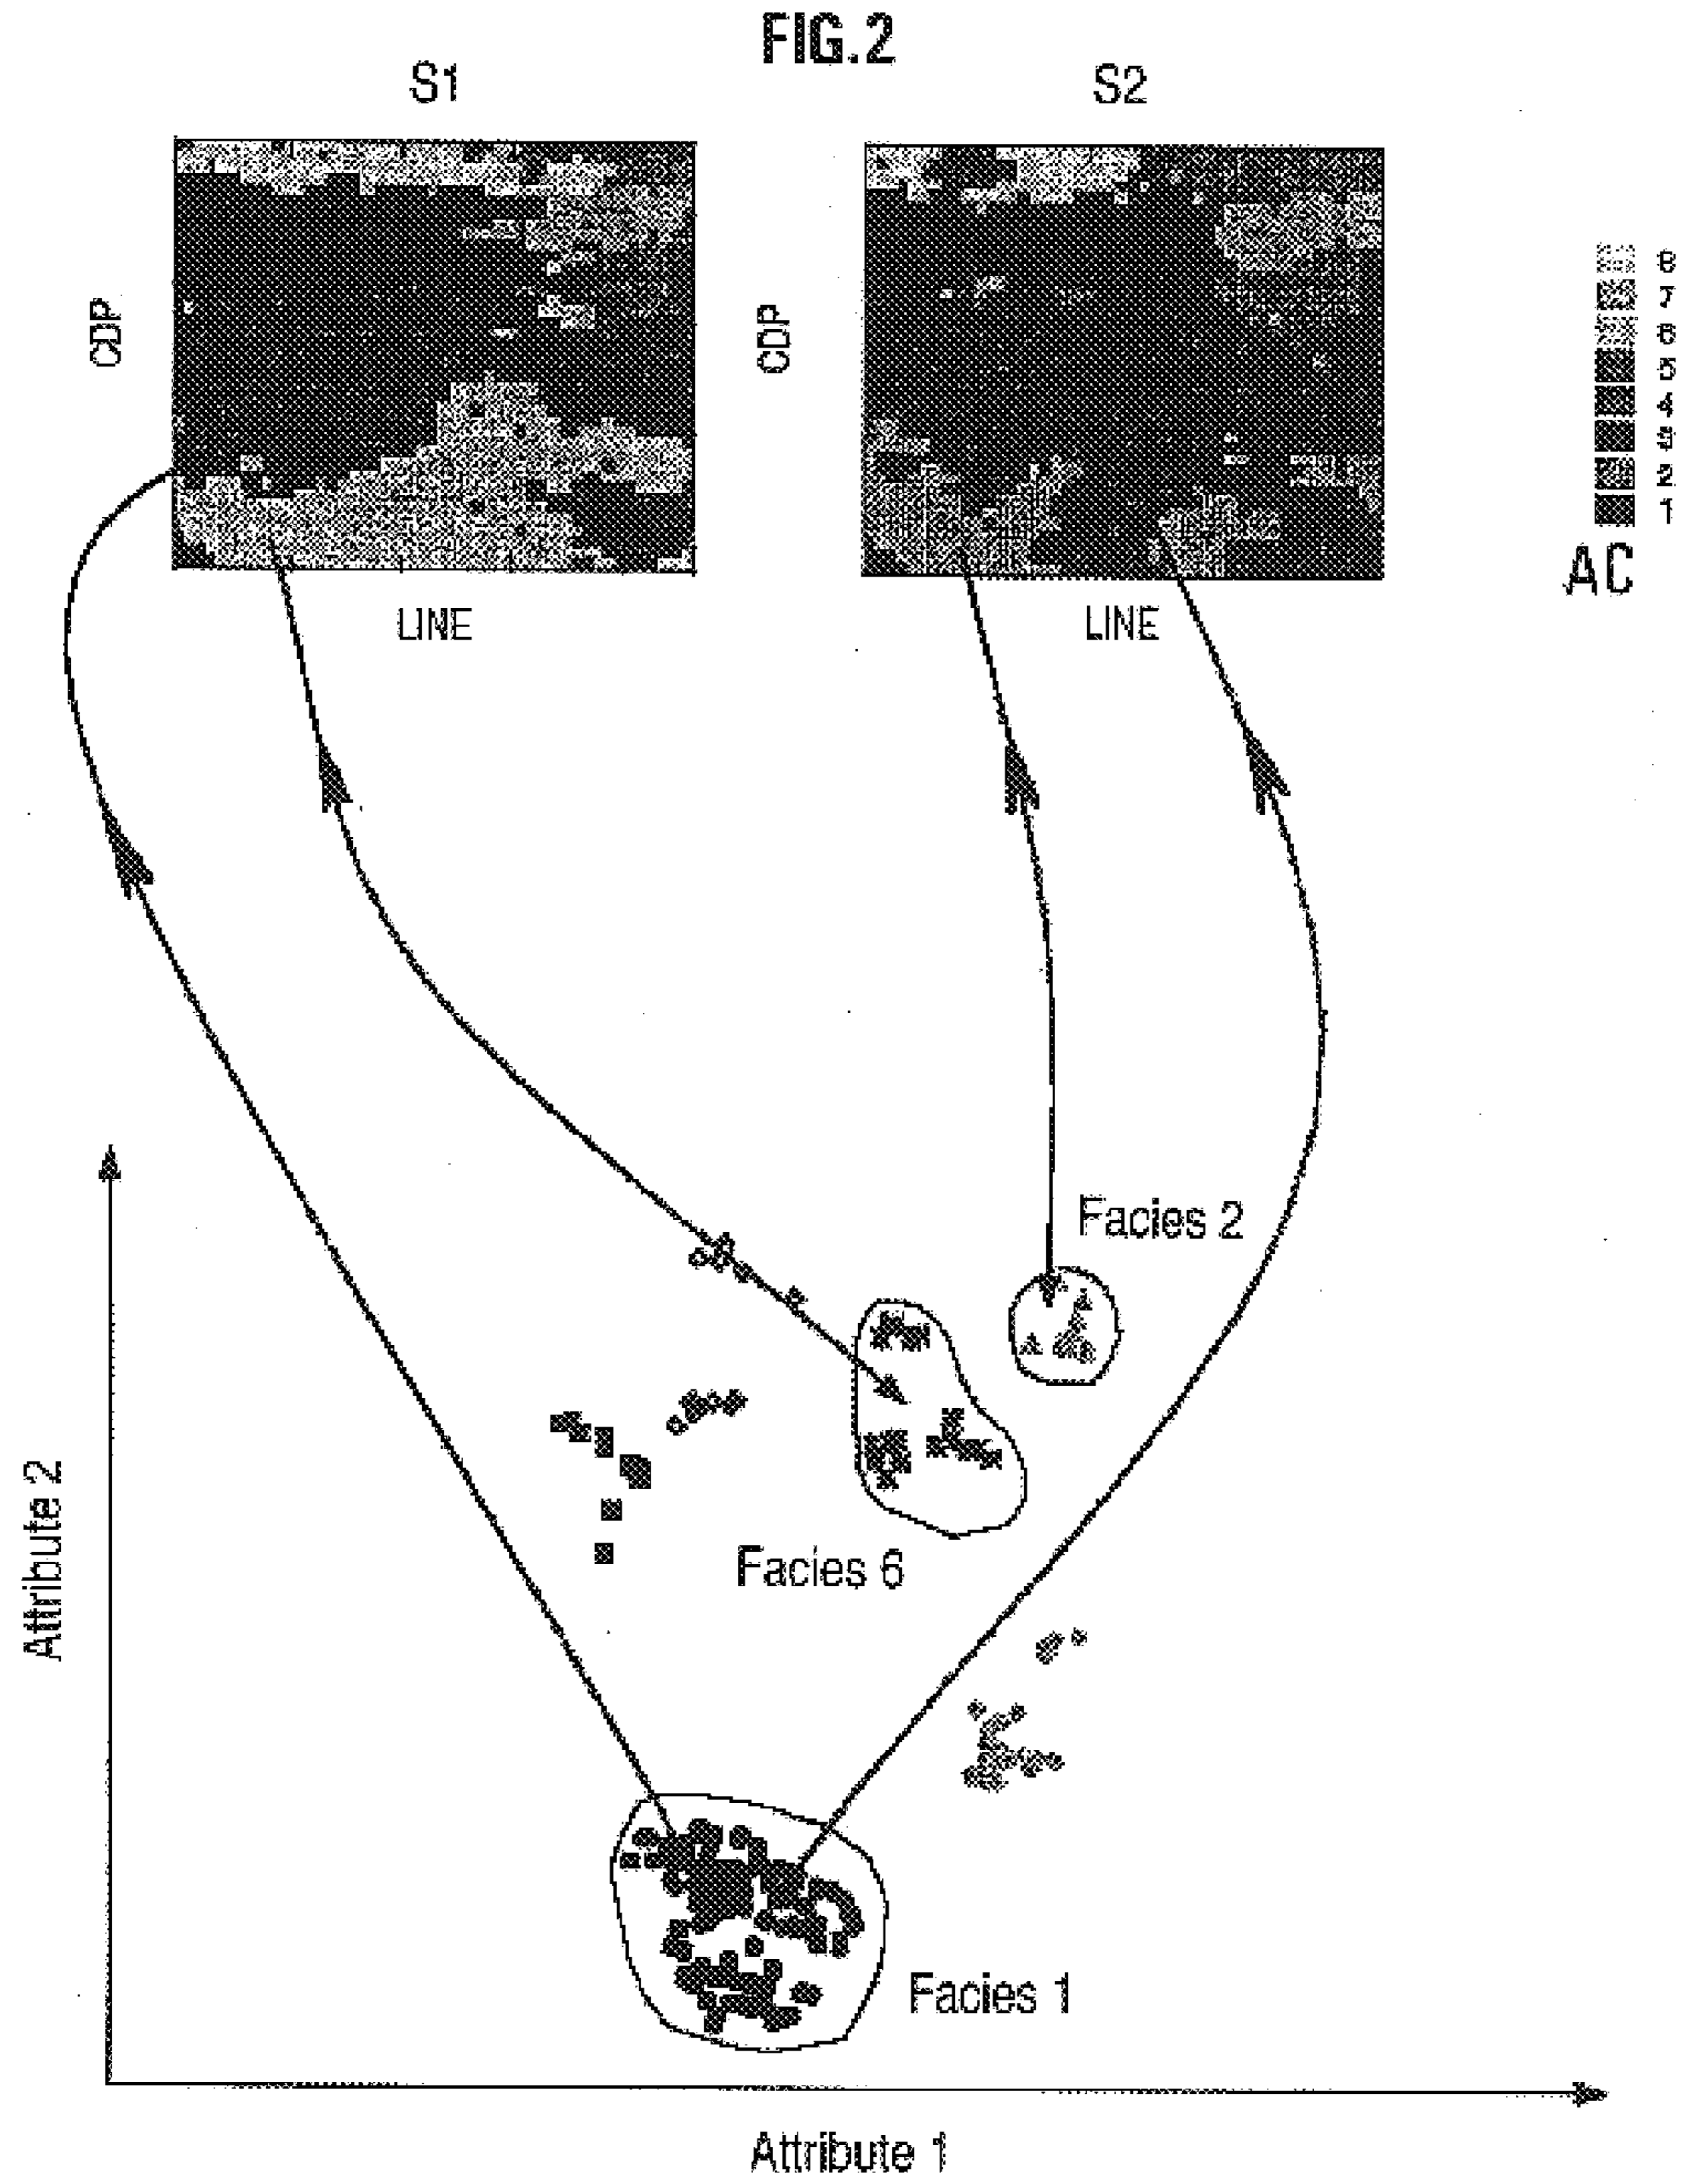 FIG.2
S1
S2
CDP
CDP
8
7
6
5
4
3
2
1
AC
LINE
LINE
Facies 2
Facies 6
Facies 1
Attribute 2
Attribute 1